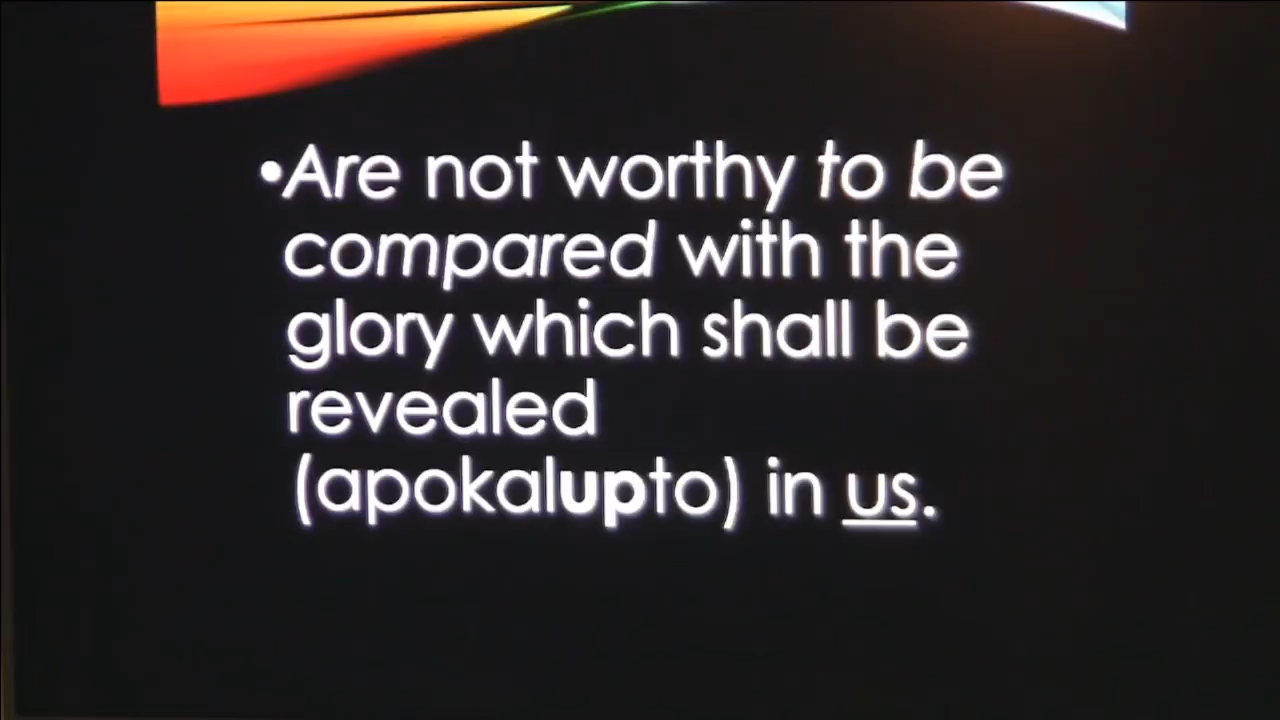 •Are not worthy to be
compared with the
glory which shall be
revealed
(apokalupto) in us.